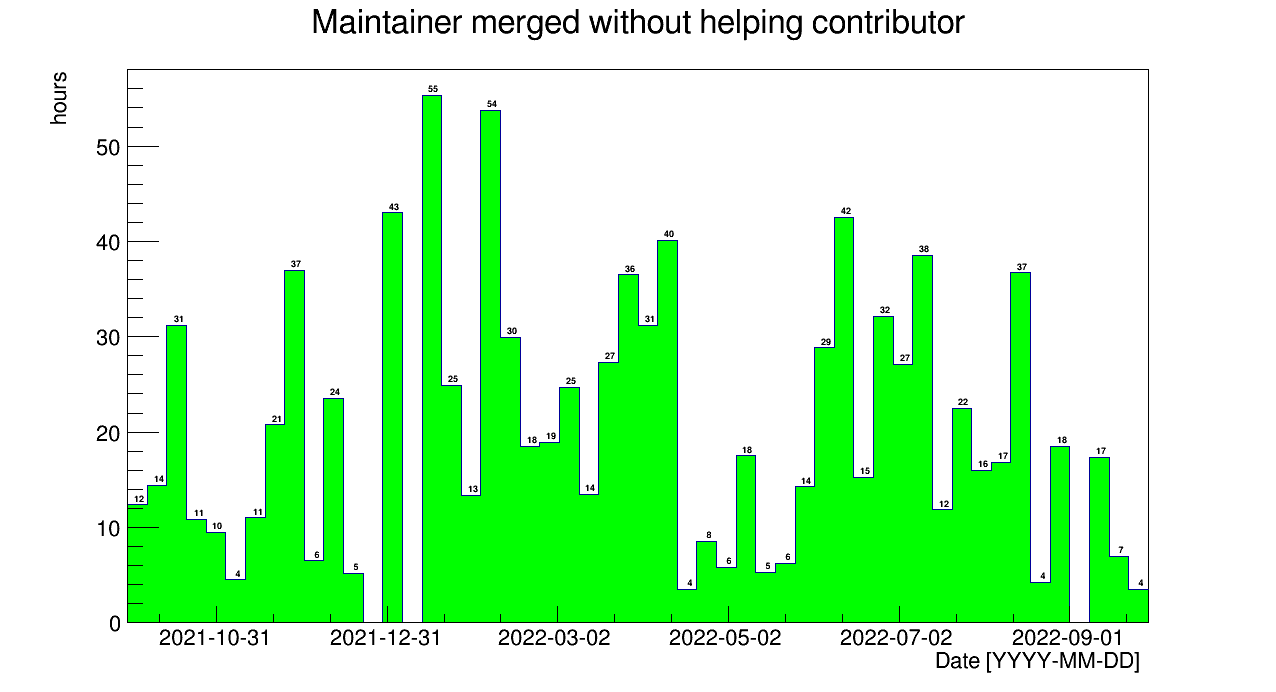 Maintainer merged without helping contributor
hours
50
40
30
20
10
0
12 14 31 11 10 4 11 21 37 6 24 5 43 55 25 13 54 30 18 19 25 14 27 36 31 40 4 8 6 18 5 6 14 29 42 15 32 27 38 12 22 16 17 37 4 18 17 7 4
2021-10-31 2021-12-31 2022-03-02 2022-05-02 2022-07-02 2022-09-01
Date [YYYY-MM-DD]